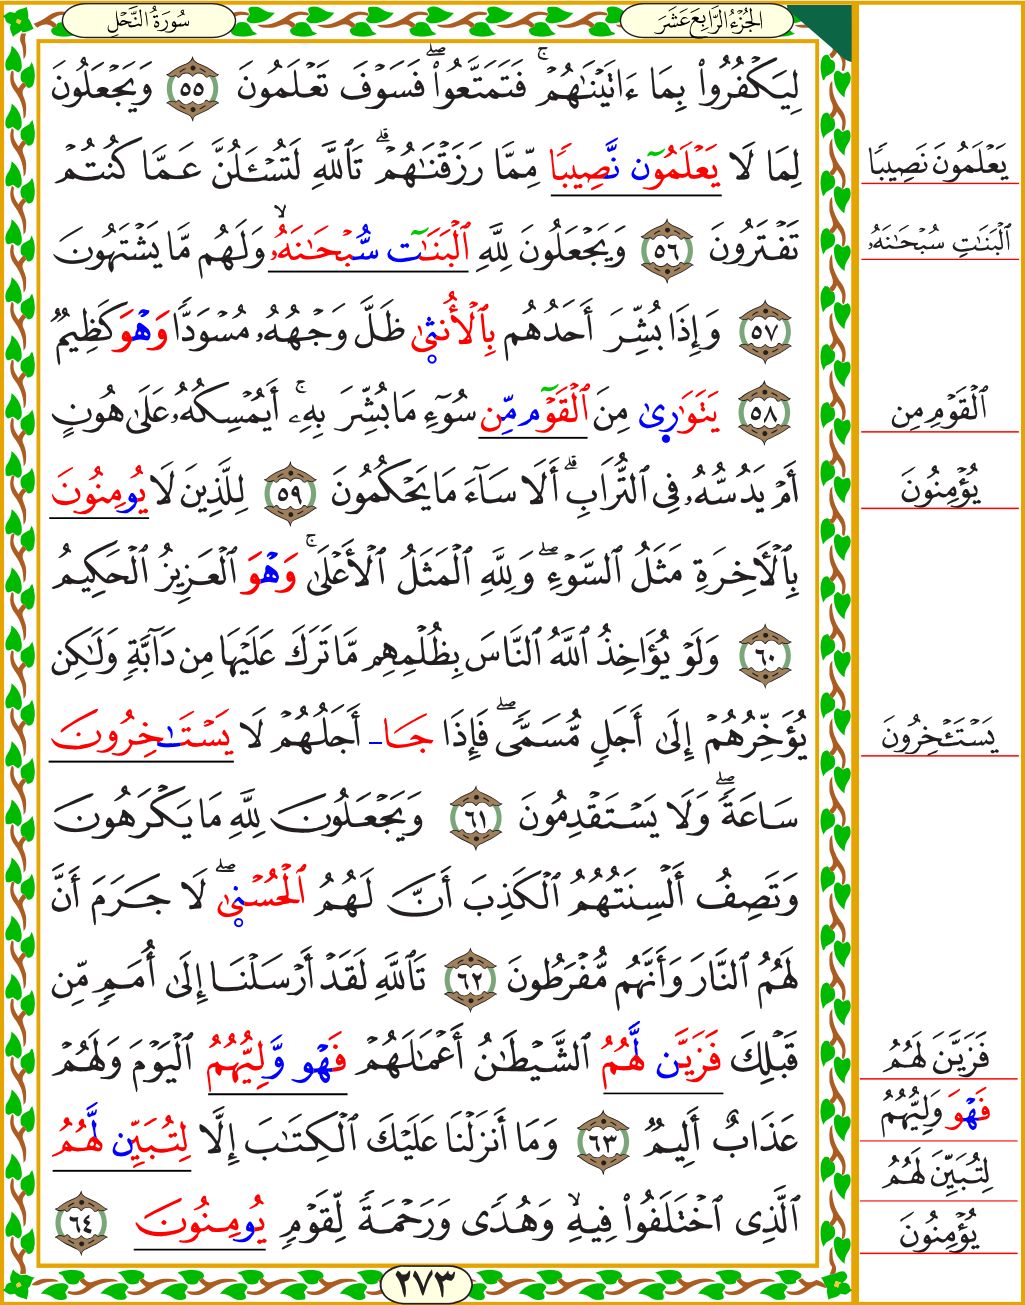 سُورَةُ النَّحْلِ
الجُزْءُ الرَّابِعَ عَشَرَ
لِيَكْفُرُواْ بِمَا ءَاتَيْنَٰهُمْۚ فَتَمَتَّعُواْۖ فَسَوْفَ تَعْلَمُونَ ٥٥ وَيَجْعَلُونَ
لِمَا لَا يَعْلَمُوٓن نَّصِيبٗا مِّمَّا رَزَقْنَٰهُمْۗ تَٱللَّهِ لَتُسْـَٔلُنَّ عَمَّا كُنتُمْ
تَفْتَرُونَ ٥٦ وَيَجْعَلُونَ لِلَّهِ ٱلْبَنَٰٓت سُّبْحَٰنَهُۥۙ وَلَهُم مَّا يَشْتَهُونَ
٥٧ وَإِذَا بُشِّرَ أَحَدُهُم بِٱلْأُنثىٰ ظَلَّ وَجْهُهُۥ مُسْوَدّٗا وَهْوَ كَظِيمٞ
٥٨ يَتَوَٰرِىٰ مِنَ ٱلْقَوْٓم مِّن سُوٓءِ مَا بُشِّرَ بِهِۦٓۚ أَيُمْسِكُهُۥ عَلَىٰ هُونٍ
أَمْ يَدُسُّهُۥ فِى ٱلتُّرَابِۗ أَلَا سَآءَ مَا يَحْكُمُونَ ٥٩ لِلَّذِينَ لَا يُومِنُونَ
بِٱلْأَخِرَةِ مَثَلُ ٱلسَّوْءِۖ وَلِلَّهِ ٱلْمَثَلُ ٱلْأَعْلَىٰۚ وَهْوَ ٱلْعَزِيزُ ٱلْحَكِيمُ
٦٠ وَلَوْ يُؤَاخِذُ ٱللَّهُ ٱلنَّاسَ بِظُلْمِهِم مَّا تَرَكَ عَلَيْهَا مِن دَآبَّةٖ وَلَٰكِن
يُؤَخِّرُهُمْ إِلَىٰٓ أَجَلٖ مُّسَمّٗىۖ فَإِذَا جَا أَجَلُهُمْ لَا يَسْتَاخِرُونَ
سَاعَةٗۖ وَلَا يَسْتَقْدِمُونَ ٦١ وَيَجْعَلُونَ لِلَّهِ مَا يَكْرَهُونَ
وَتَصِفُ أَلْسِنَتُهُمُ ٱلْكَذِبَ أَنَّ لَهُمُ ٱلْحُسْنىٰۖ لَا جَرَمَ أَنَّ
لَهُمُ ٱلنَّارَ وَأَنَّهُم مُّفْرَطُونَ ٦٢ تَٱللَّهِ لَقَدْ أَرْسَلْنَآ إِلَىٰٓ أُمَمٖ مِّن
قَبْلِكَ فَزَيَّن لَّهُمُ ٱلشَّيْطَٰنُ أَعْمَٰلَهُمْ فَهْو وَّلِيُّهُمُ ٱلْيَوْمَ وَلَهُمْ
عَذَابٌ أَلِيمٞ ٦٣ وَمَآ أَنزَلْنَا عَلَيْكَ ٱلْكِتَٰبَ إِلَّا لِتُبَيِّن لَّهُمُ
ٱلَّذِى ٱخْتَلَفُواْ فِيهِۙ وَهُدٗى وَرَحْمَةٗ لِّقَوْمٖ يُومِنُونَ ٦٤
٢٧٣
يَعْلَمُونَ نَصِيبٗا
ٱلْبَنَٰتِ سُبْحَٰنَهُۥ
ٱلْقَوْمِ مِن
يُؤْمِنُونَ
يَسْتَـْٔخِرُونَ
فَزَيَّنَ لَهُمُ
فَهْوَ وَلِيُّهُمُ
لِتُبَيِّنَ لَهُمُ
يُؤْمِنُونَ